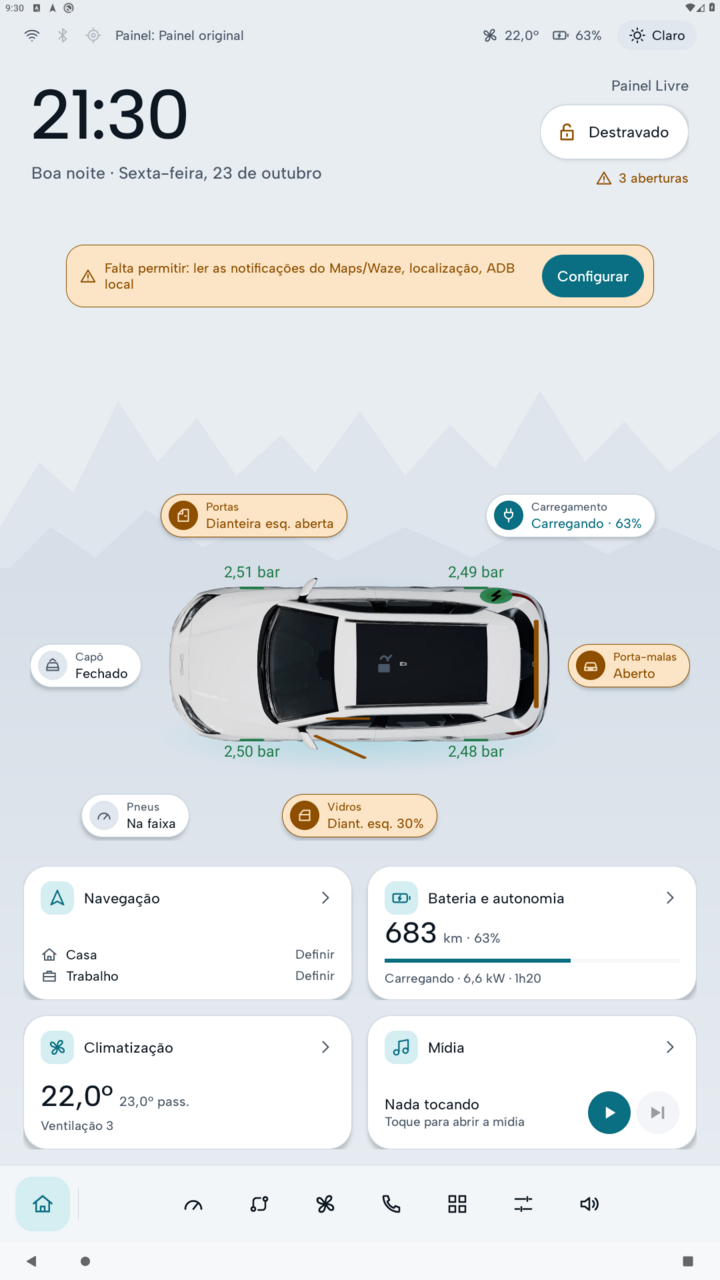 9:30
Painel: Painel original
22,0°
63%
Claro
21:30
Boa noite · Sexta-feira, 23 de outubro
Painel Livre
Destravado
3 aberturas
Falta permitir: ler as notificações do Maps/Waze, localização, ADB
local
Configurar
Portas
Dianteira esq. aberta
Carregamento
Carregando · 63%
2,51 bar
2,49 bar
Capô
Fechado
Porta-malas
Aberto
2,50 bar
2,48 bar
Pneus
Na faixa
Vidros
Diant. esq. 30%
Navegação
Casa
Definir
Trabalho
Definir
Bateria e autonomia
683 km · 63%
Carregando · 6,6 kW · 1h20
Climatização
22,0° 23,0° pass.
Ventilação 3
Mídia
Nada tocando
Toque para abrir a mídia